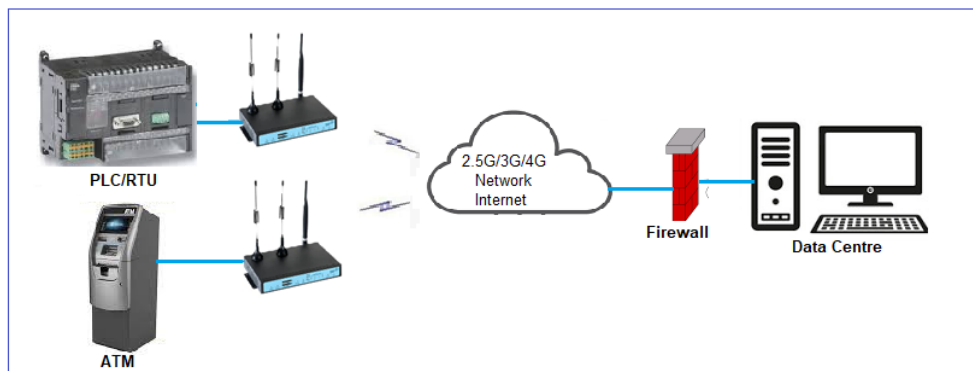 PLC/RTU
2.5G/3G/4G
Network
Internet
Firewall
Data Centre
ATM